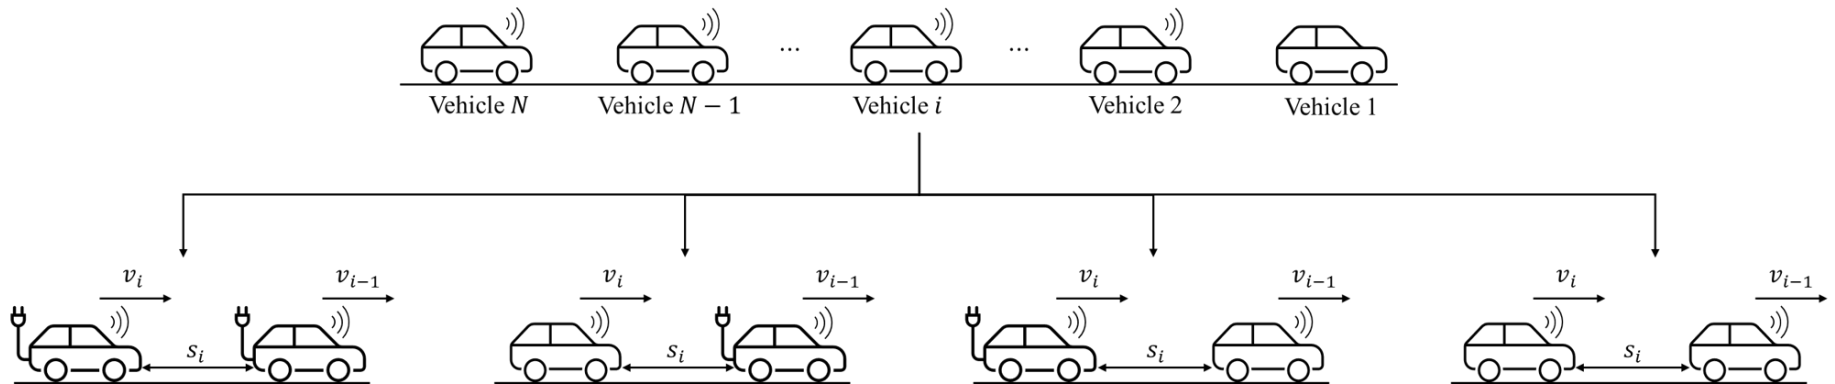 ... ...
Vehicle N Vehicle N − 1 Vehicle i Vehicle 2 Vehicle 1
v_i v_{i−1} v_i v_{i−1} v_i v_{i−1} v_i v_{i−1}
s_i s_i s_i s_i